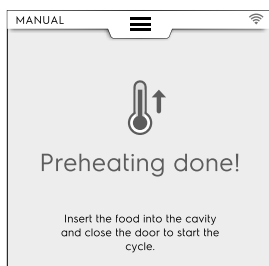 MANUAL
Preheating done!
Insert the food into the cavity
and close the door to start the
cycle.